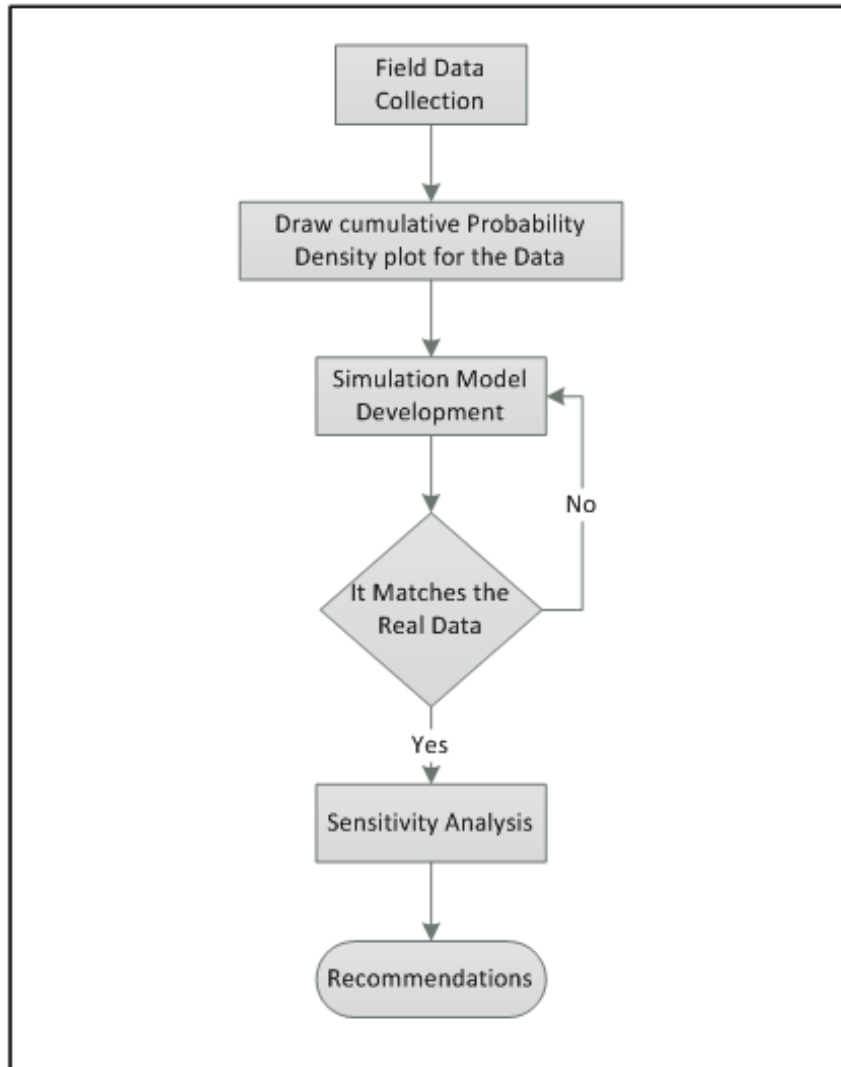 Field Data
Collection
Draw cumulative Probability
Density plot for the Data
Simulation Model
Development
No
It Matches the
Real Data
Yes
Sensitivity Analysis
Recommendations